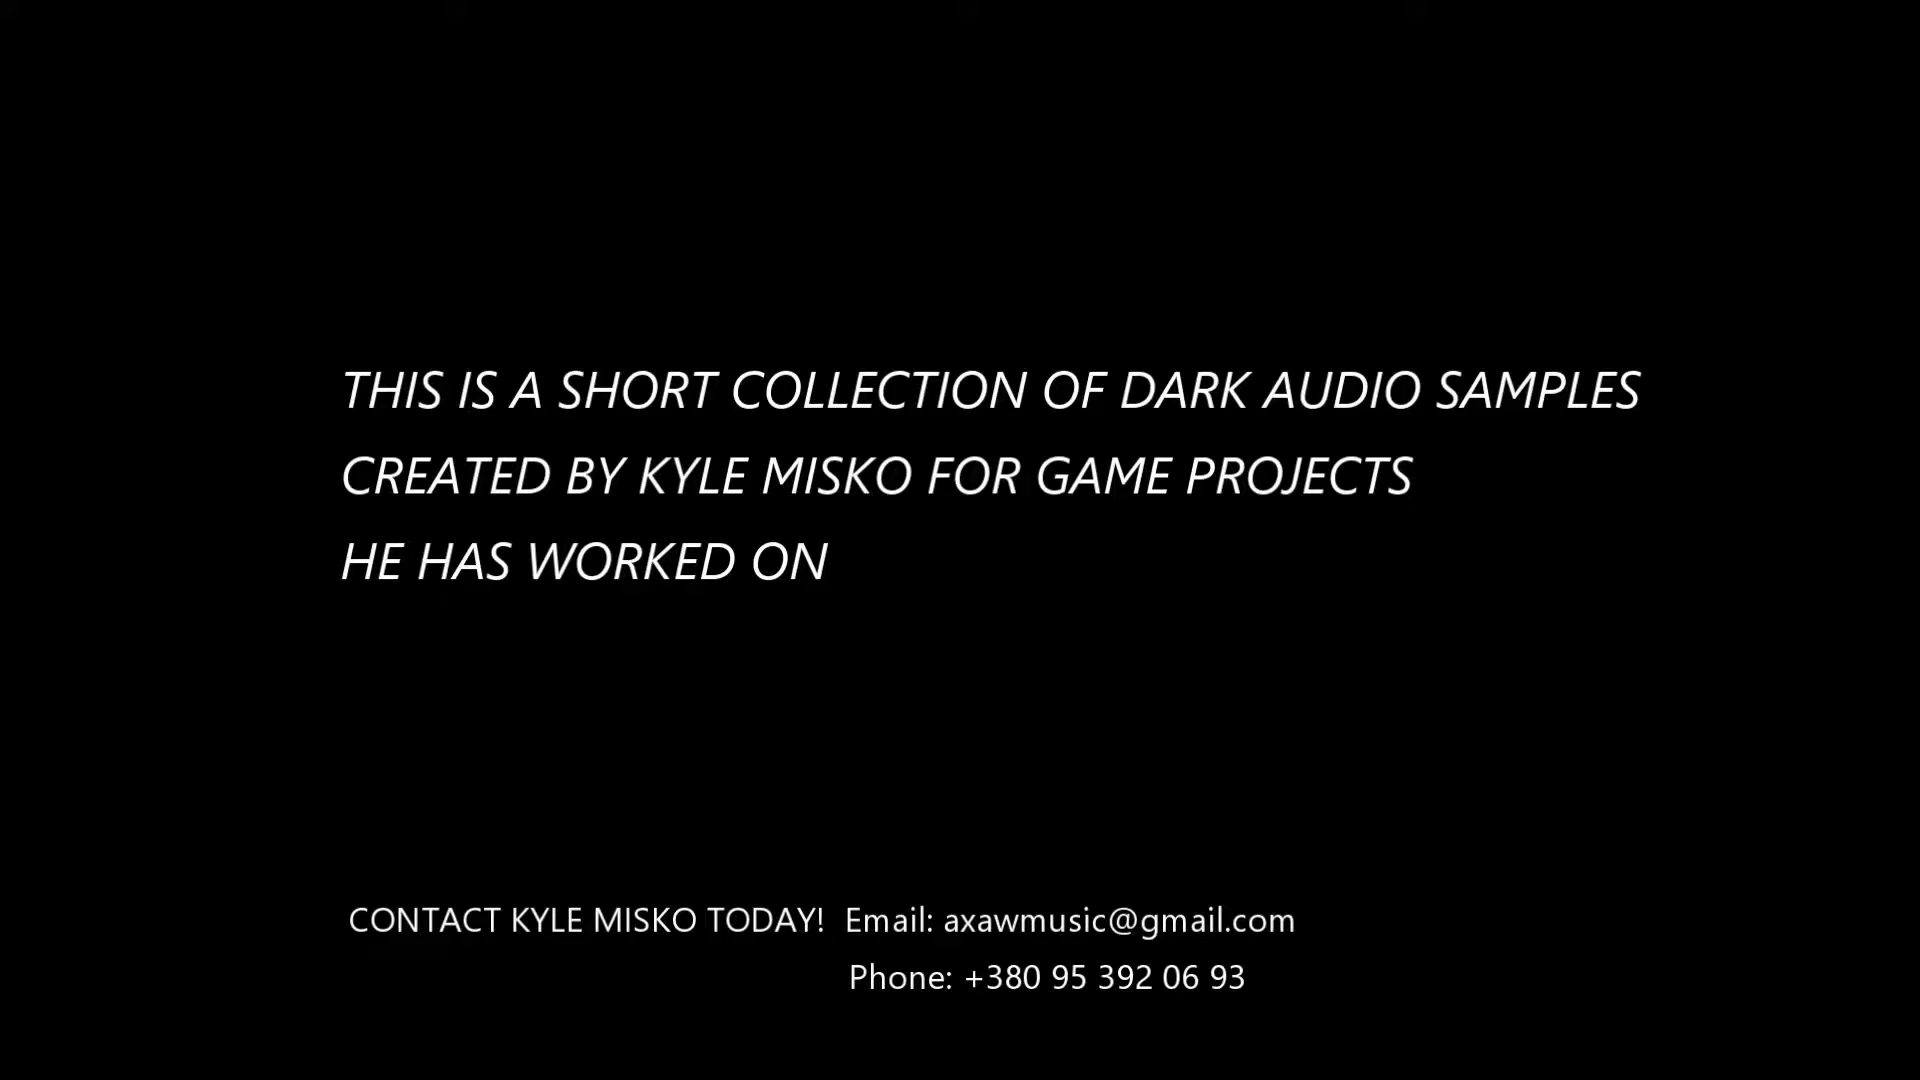 THIS IS A SHORT COLLECTION OF DARK AUDIO SAMPLES
CREATED BY KYLE MISKO FOR GAME PROJECTS
HE HAS WORKED ON
CONTACT KYLE MISKO TODAY! Email: axawmusic@gmail.com
Phone: +380 95 392 06 93